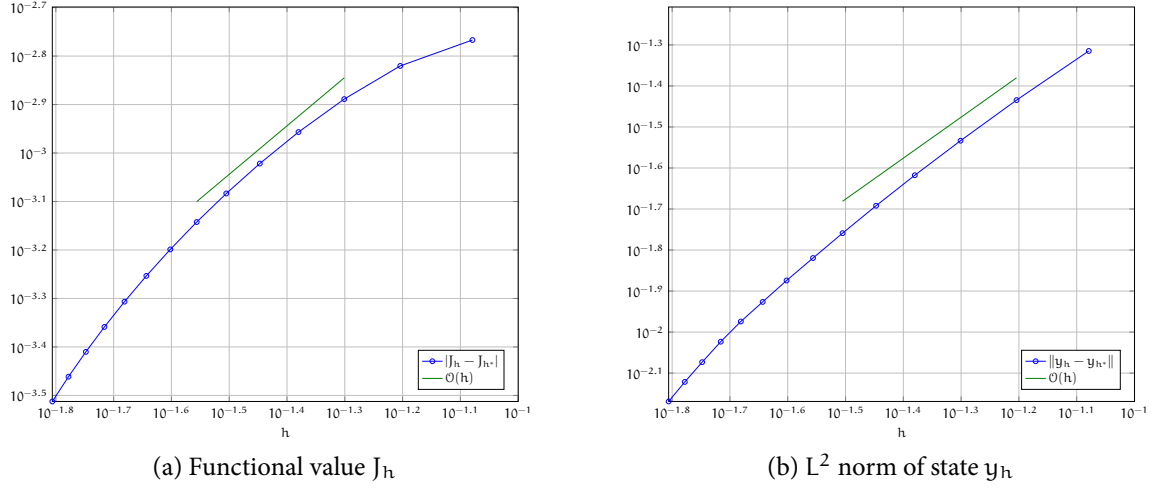 10^−2.7
10^−2.8
10^−2.9
10^−3
10^−3.1
10^−3.2
10^−3.3
10^−3.4
10^−3.5
|J_h − J_h*|
O(h)
10^−1.8 10^−1.7 10^−1.6 10^−1.5 10^−1.4 10^−1.3 10^−1.2 10^−1.1 10^−1
h
(a) Functional value J_h
10^−1.3
10^−1.4
10^−1.5
10^−1.6
10^−1.7
10^−1.8
10^−1.9
10^−2
10^−2.1
‖y_h − y_h*‖
O(h)
10^−1.8 10^−1.7 10^−1.6 10^−1.5 10^−1.4 10^−1.3 10^−1.2 10^−1.1 10^−1
h
(b) L² norm of state y_h